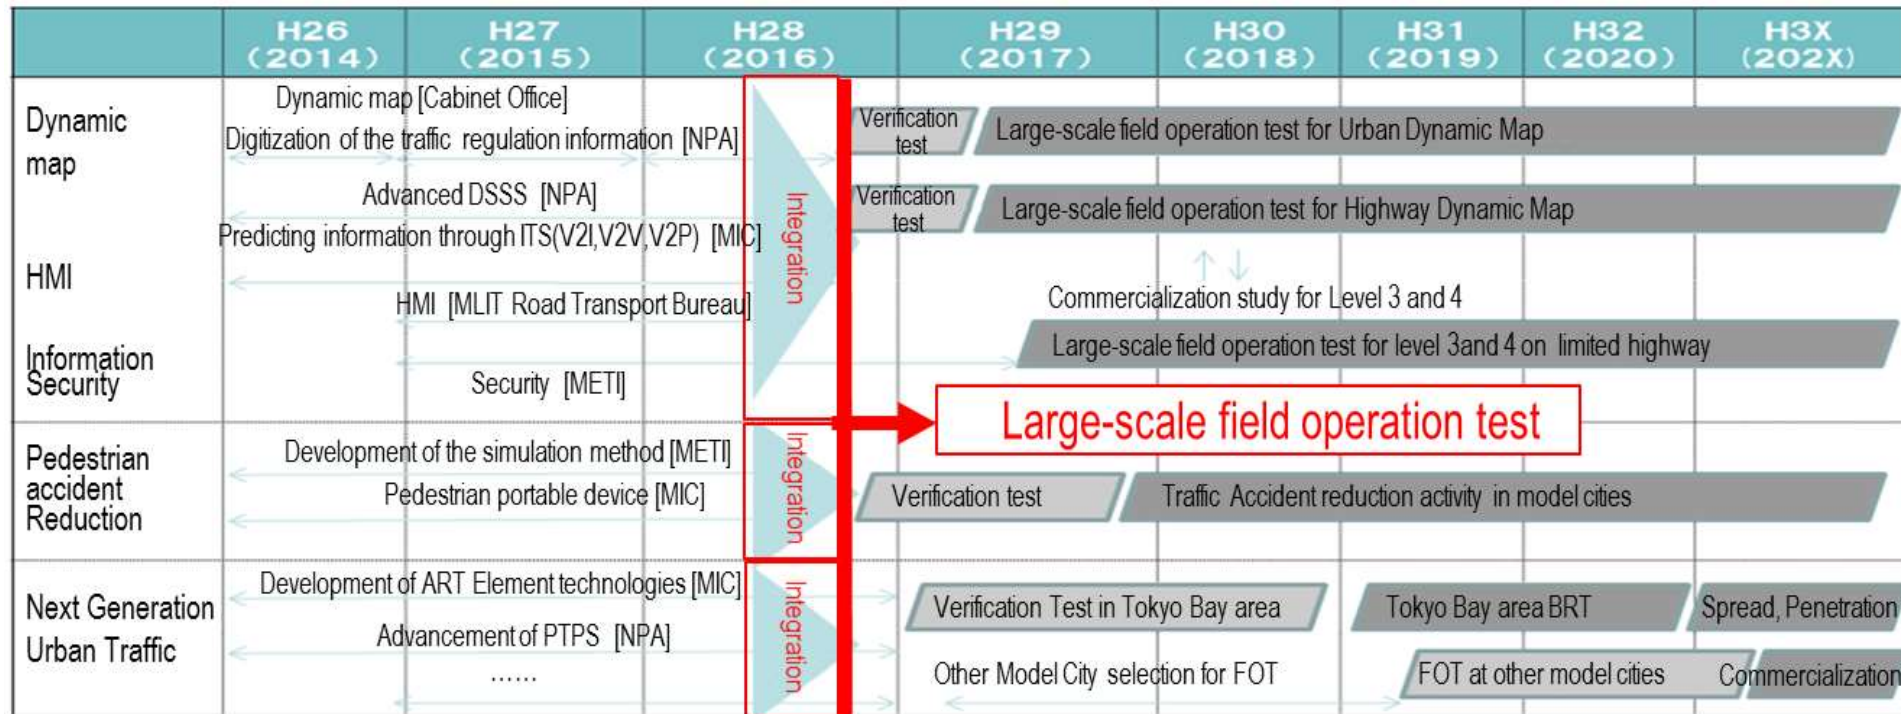 H26 H27 H28 H29 H30 H31 H32 H3X
(2014) (2015) (2016) (2017) (2018) (2019) (2020) (202X)
Dynamic
map
HMI
Information
Security
Dynamic map [Cabinet Office]
Digitization of the traffic regulation information [NPA]
Advanced DSSS [NPA]
Predicting information through ITS(V2I,V2V,V2P) [MIC]
HMI [MLIT Road Transport Bureau]
Security [METI]
Integration
Verification
test
Large-scale field operation test for Urban Dynamic Map
Verification
test
Large-scale field operation test for Highway Dynamic Map
Commercialization study for Level 3 and 4
Large-scale field operation test for level 3and 4 on limited highway
Large-scale field operation test
Pedestrian
accident
Reduction
Development of the simulation method [METI]
Pedestrian portable device [MIC]
Integration
Verification test
Traffic Accident reduction activity in model cities
Next Generation
Urban Traffic
Development of ART Element technologies [MIC]
Advancement of PTPS [NPA]
......
Integration
Verification Test in Tokyo Bay area
Tokyo Bay area BRT
Spread, Penetration
Other Model City selection for FOT
FOT at other model cities
Commercialization